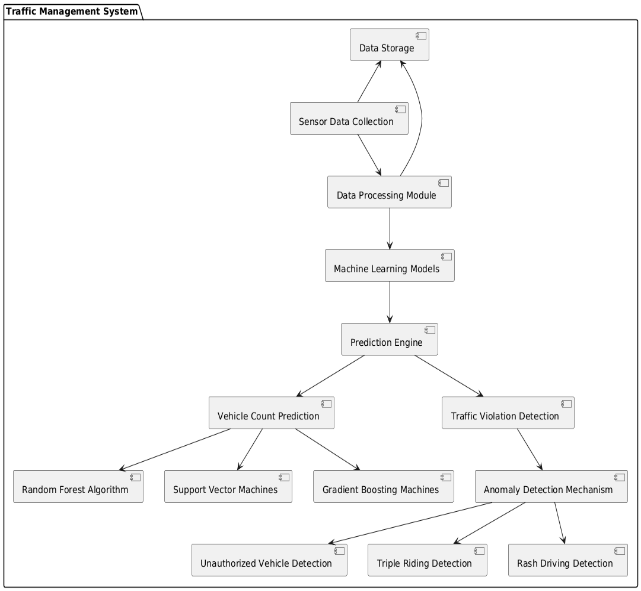 Traffic Management System
Data Storage
Sensor Data Collection
Data Processing Module
Machine Learning Models
Prediction Engine
Vehicle Count Prediction
Traffic Violation Detection
Random Forest Algorithm
Support Vector Machines
Gradient Boosting Machines
Anomaly Detection Mechanism
Unauthorized Vehicle Detection
Triple Riding Detection
Rash Driving Detection